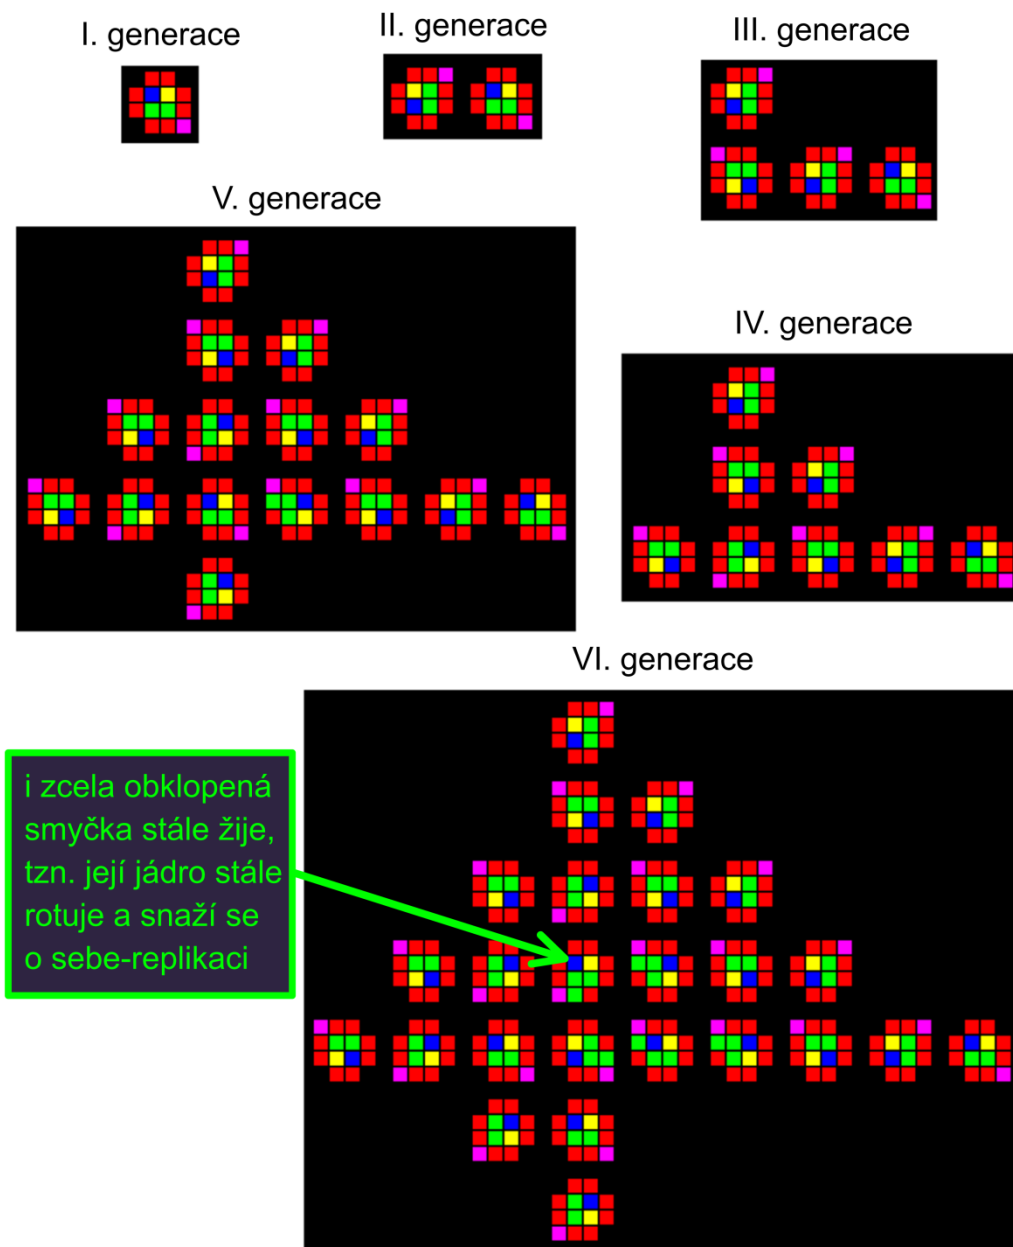 I. generace
II. generace
III. generace
V. generace
IV. generace
VI. generace
i zcela obklopená
smyčka stále žije,
tzn. její jádro stále
rotuje a snaží se
o sebe-replikaci